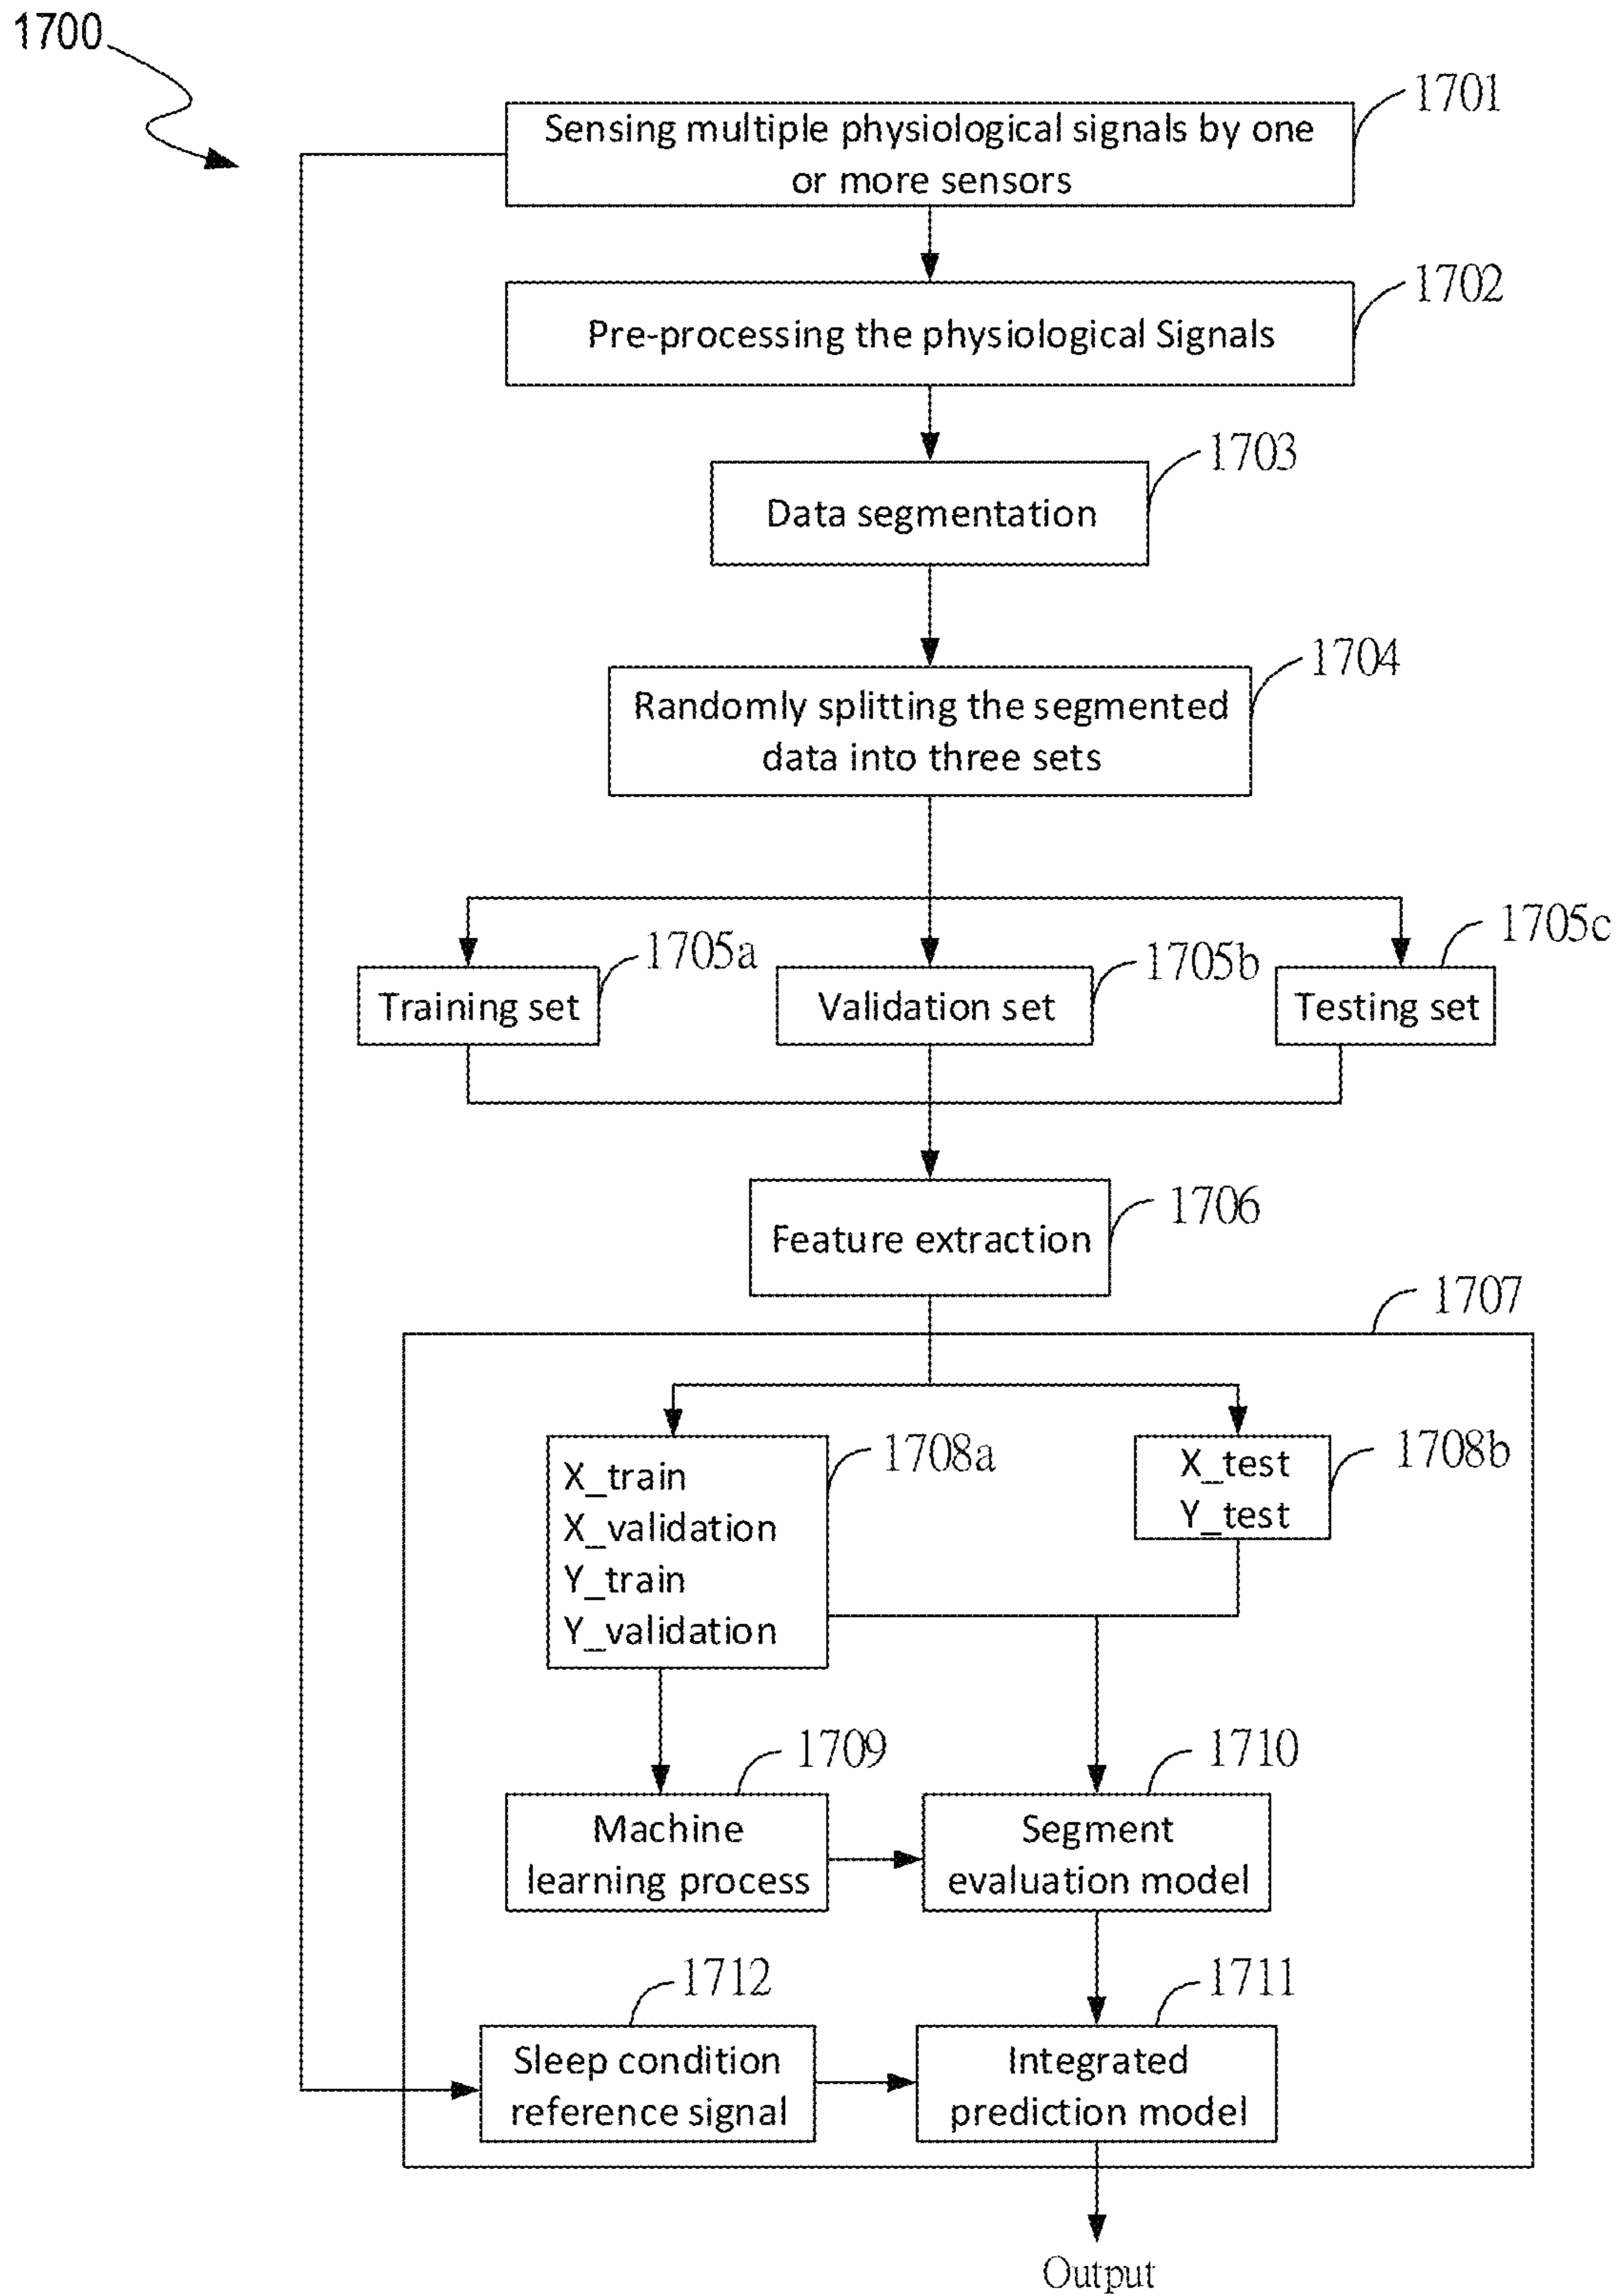 1700
1701
Sensing multiple physiological signals by one
or more sensors
1702
Pre-processing the physiological Signals
1703
Data segmentation
1704
Randomly splitting the segmented
data into three sets
1705a
1705b
1705c
Training set
Validation set
Testing set
1706
Feature extraction
1707
1708a
X_train
X_validation
Y_train
Y_validation
1708b
X_test
Y_test
1709
Machine
learning process
1710
Segment
evaluation model
1712
Sleep condition
reference signal
1711
Integrated
prediction model
Output